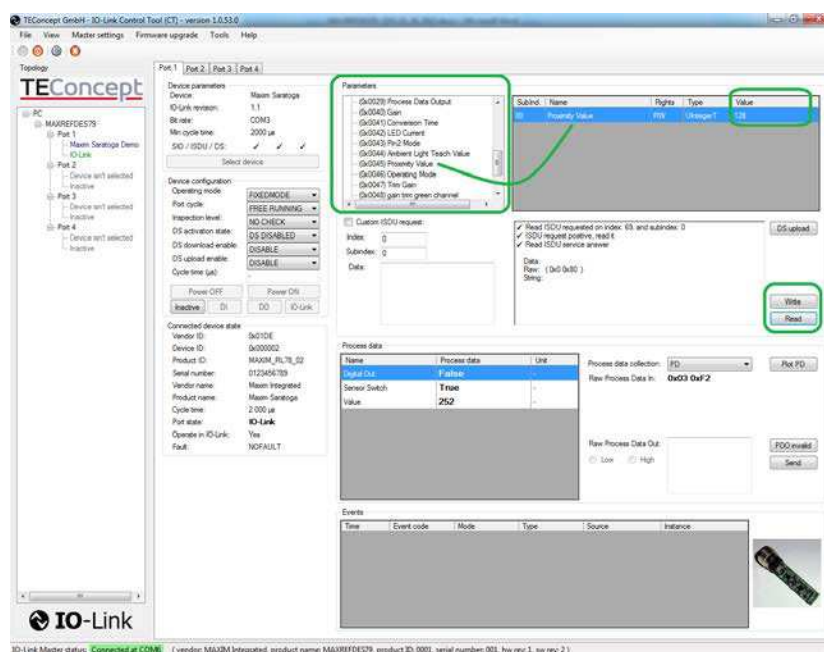 TEConcept GmbH - IO-Link Control Tool (CT) - version 1.0.53.0
File View Master settings Firmware upgrade Tools Help
Topology
TEConcept
PC
MAXREFDES79
Port 1
Maxim Saratoga Demo
IO-Link
Port 2
Device isn't selected
Inactive
Port 3
Device isn't selected
Inactive
Port 4
Device isn't selected
Inactive
IO-Link
Port 1 Port 2 Port 3 Port 4
Device parameters
Device: Maxim Saratoga
IO-Link revision: 1.1
Bit rate: COM3
Min cycle time: 2000 µs
SIO / ISDU / DS: ✓ ✓ ✓
Select device
Device configuration
Operating mode FIXEDMODE
Port cycle: FREE RUNNING
Inspection level: NO CHECK
DS activation state: DS DISABLED
DS download enable: DISABLE
DS upload enable: DISABLE
Cycle time (µs): -
Power OFF Power ON
Inactive DI DO IO-Link
Connected device state
Vendor ID: 0x01DE
Device ID: 0x000002
Product ID: MAXIM_RL78_02
Serial number: 0123456789
Vendor name: Maxim Integrated
Product name: Maxim Saratoga
Cycle time: 2 000 µs
Port state: IO-Link
Operate in IO-Link: Yes
Fault: NOFAULT
Parameters
(0x0029) Process Data Output
(0x0040) Gain
(0x0041) Conversion Time
(0x0042) LED Current
(0x0043) Pin2 Mode
(0x0044) Ambient Light Teach Value
(0x0045) Proximity Value
(0x0046) Operating Mode
(0x0047) Trim Gain
(0x0048) gain trim green channel
Subind. Name Rights Type Value
00 Proximity Value R/W UIntegerT 128
Custom ISDU request:
Index: 0
Subindex: 0
Data:
✓ Read ISDU requested on index 69, and subindex 0
✓ ISDU request positive, read it
✓ Read ISDU service answer
Data:
Raw: ( 0x0 0x80 )
String:
DS upload
Write
Read
Process data
Name Process data Unit
Digital Out: False -
Sensor Switch True -
Value 252 -
Process data collection: PD
Plot PD
Raw Process Data In: 0x03 0xF2
Raw Process Data Out:
Low High
PDO invalid
Send
Events
Time Event code Mode Type Source Instance
IO-Link Master status: Connected at COM6 ( vendor: MAXIM Integrated, product name: MAXREFDES79, product ID: 0001, serial number: 001, hw rev: 1, sw rev: 2 )